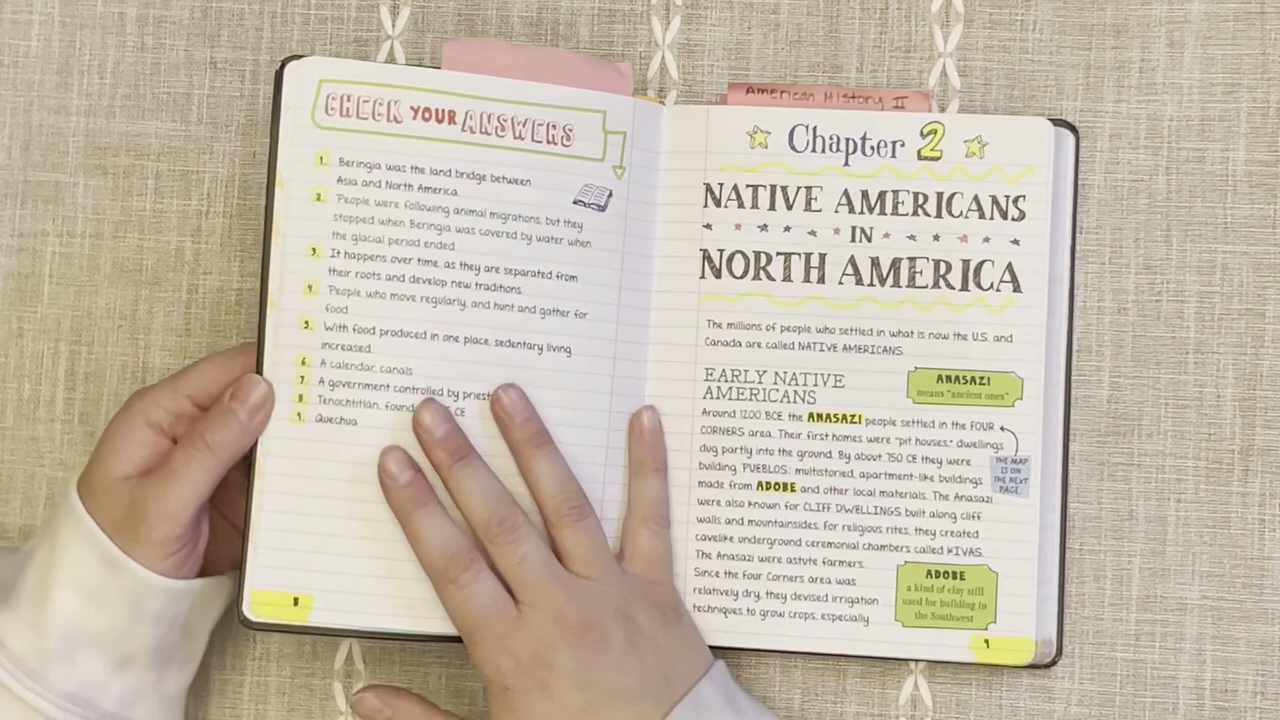 CHECK YOUR ANSWERS
1. Beringia was the land bridge between
Asia and North America.
2. People were following animal migrations, but they
stopped when Beringia was covered by water when
the glacial period ended.
3. It happens over time, as they are separated from
their roots and develop new traditions.
4. People who move regularly, and hunt and gather for
food
5. With food produced in one place, sedentary living
increased.
6. A calendar, canals
7. A government controlled by
8. Tenochtitlán, CE
9. Quechua
8
American History II
Chapter 2
NATIVE AMERICANS
IN
NORTH AMERICA
The millions of people who settled in what is now the U.S. and
Canada are called NATIVE AMERICANS.
EARLY NATIVE
AMERICANS
ANASAZI
means "ancient ones"
Around 1200 BCE, the ANASAZI people settled in the FOUR
CORNERS area. Their first homes were "pit houses," dwellings
dug partly into the ground. By about 750 CE they were
building PUEBLOS: multistoried, apartment-like buildings
made from ADOBE and other local materials. The Anasazi
were also known for CLIFF DWELLINGS built along cliff
walls and mountainsides. For religious rites, they created
cavelike underground ceremonial chambers called KIVAS.
The Anasazi were astute farmers.
Since the Four Corners area was
relatively dry, they devised irrigation
techniques to grow crops, especially
THE MAP
IS ON
THE NEXT
PAGE
ADOBE
a kind of clay still
used for building in
the Southwest
9